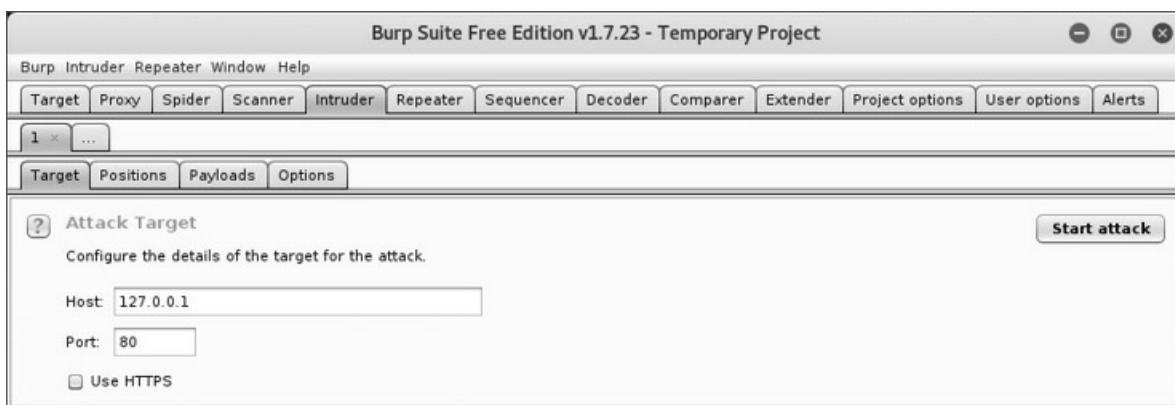 Burp Suite Free Edition v1.7.23 - Temporary Project
Burp Intruder Repeater Window Help
Target Proxy Spider Scanner Intruder Repeater Sequencer Decoder Comparer Extender Project options User options Alerts
1 × ...
Target Positions Payloads Options
? Attack Target Start attack
Configure the details of the target for the attack.
Host: 127.0.0.1
Port: 80
Use HTTPS